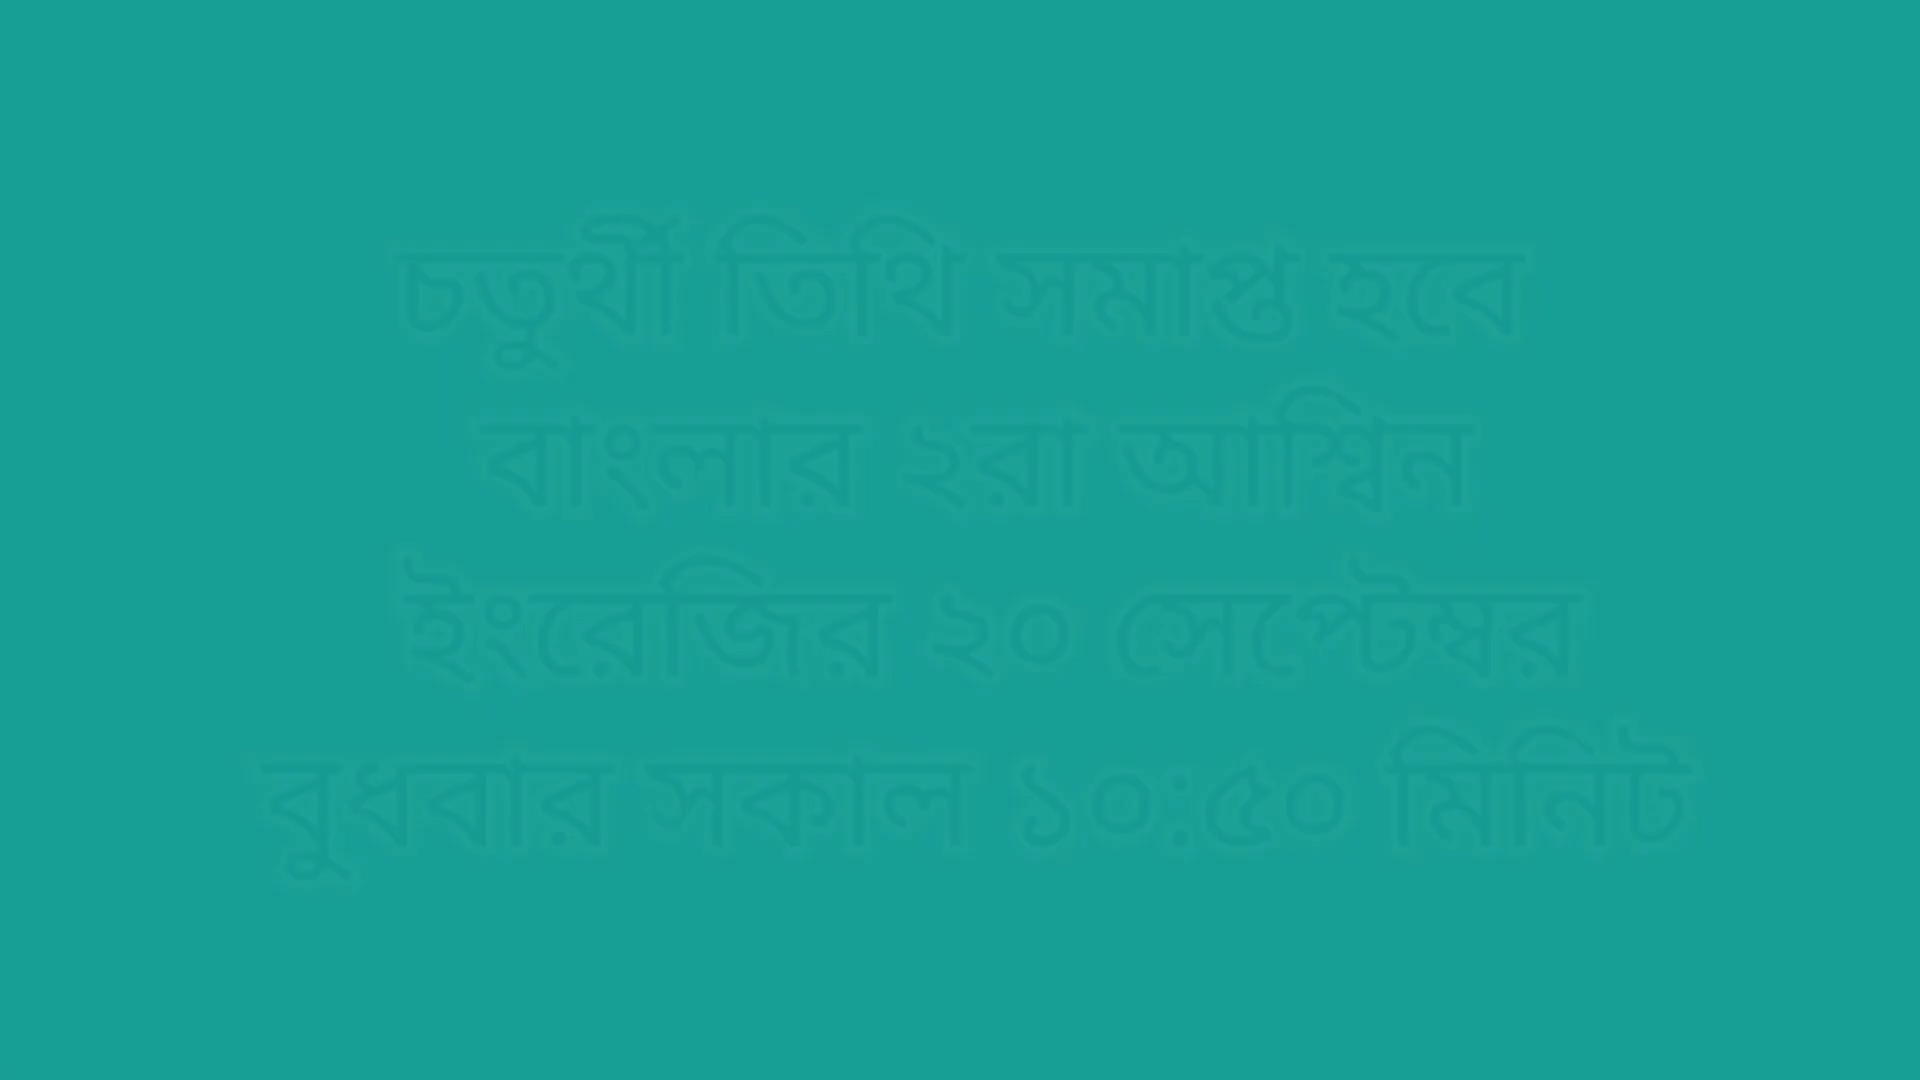 চতুর্থী তিথি সমাপ্ত হবে
বাংলার ২রা আশ্বিন
ইংরেজির ২০ সেপ্টেম্বর
বুধবার সকাল ১০:৫০ মিনিট